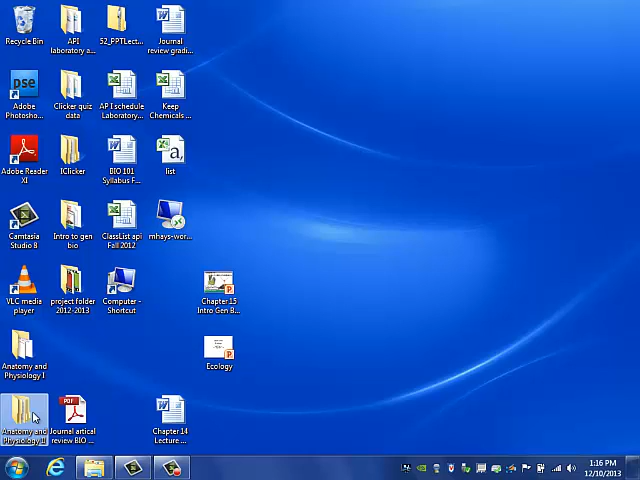 Recycle Bin
API
laboratory a...
52_PPTLect...
Journal
review gradi...
pse
Adobe
Photosho...
Clicker quiz
data
AP I schedule
Laboratory...
Keep
Chemicals ...
Adobe Reader
XI
IClicker
BIO 101
Syllabus F...
a,
list
Camtasia
Studio 8
Intro to gen
bio
ClassList api
Fall 2012
mhays-wor...
VLC media
player
project folder
2012-2013
Computer -
Shortcut
Chapter 15
Intro Gen B...
Anatomy and
Physiology I
Ecology
Anatomy and
Physiology II
PDF
Journal artical
review BIO ...
Chapter 14
Lecture ...
1:16 PM
12/10/2013